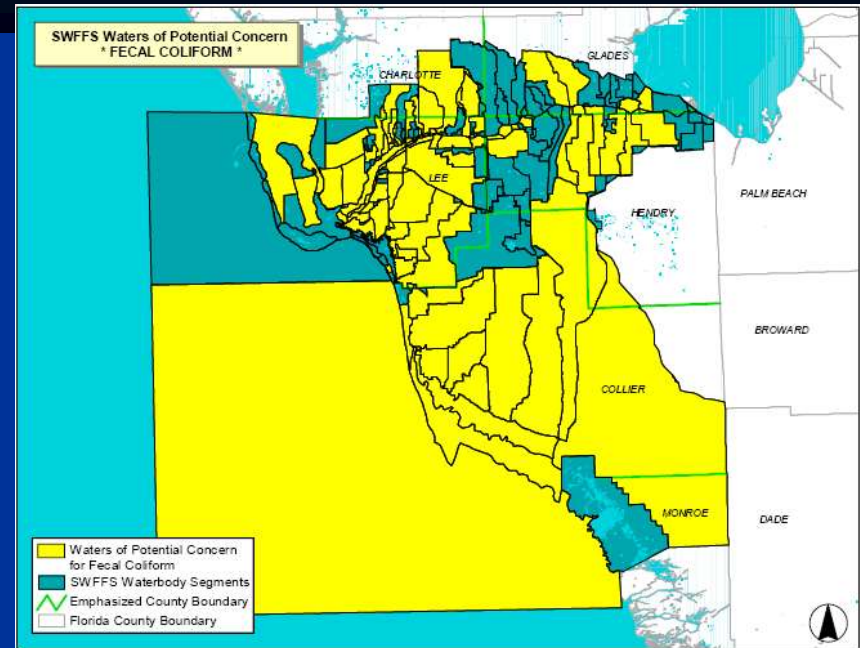 SWFFS Waters of Potential Concern
* FECAL COLIFORM *
GLADES
CHARLOTTE
LEE
HENDRY
PALM BEACH
BROWARD
COLLIER
MONROE
DADE
Waters of Potential Concern
for Fecal Coliform
SWFFS Waterbody Segments
Emphasized County Boundary
Florida County Boundary